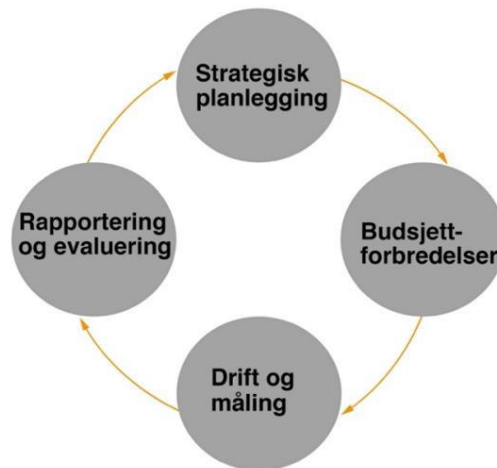 Strategisk
planlegging
Budsjett-
forbredelser
Drift og
måling
Rapportering
og evaluering